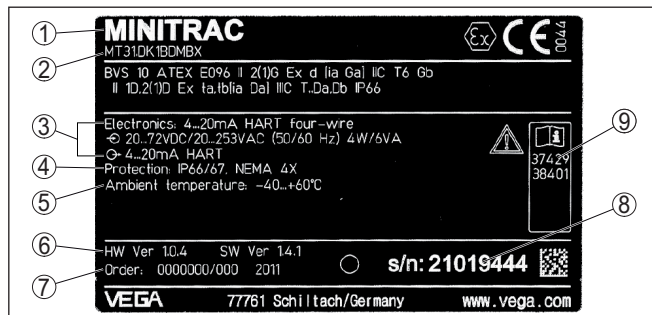 MINITRAC
MT31.DK1BDMBX
0044
BVS 10 ATEX E096 II 2(1)G Ex d [ia Ga] IIC T6 Gb
II 1D,2(1)D Ex ta,tb[ia Da] IIIC T..Da,Db IP66
Electronics: 4...20mA HART four-wire
20...72VDC/20...253VAC (50/60 Hz) 4W/6VA
4...20mA HART
Protection: IP66/67, NEMA 4X
Ambient temperature: -40...+60°C
37429
38401
HW Ver 1.0.4 SW Ver 1.4.1
Order: 0000000/000 2011
s/n: 21019444
VEGA 77761 Schiltach/Germany www.vega.com
1
2
3
4
5
6
7
8
9